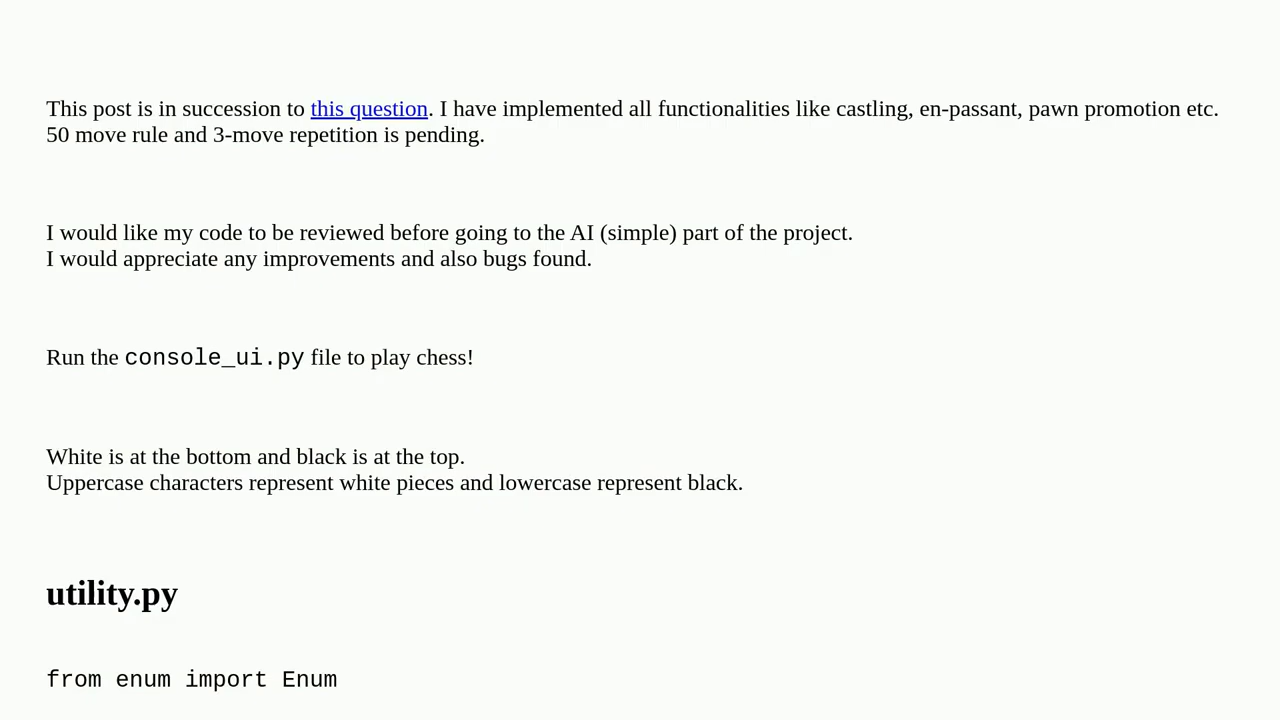 This post is in succession to this question. I have implemented all functionalities like castling, en-passant, pawn promotion etc.
50 move rule and 3-move repetition is pending.
I would like my code to be reviewed before going to the AI (simple) part of the project.
I would appreciate any improvements and also bugs found.
Run the console_ui.py file to play chess!
White is at the bottom and black is at the top.
Uppercase characters represent white pieces and lowercase represent black.
utility.py
from enum import Enum